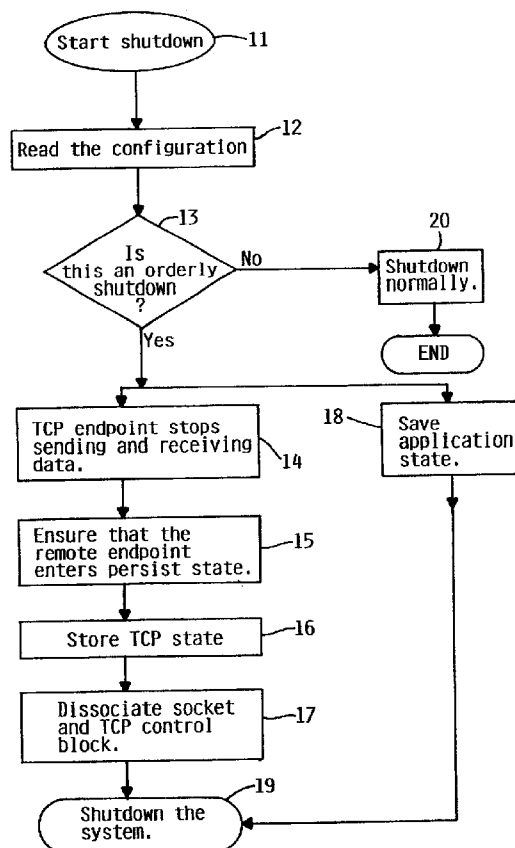 Start shutdown
11
12
Read the configuration
13
Is
this an orderly
shutdown
?
No
20
Shutdown
normally.
END
Yes
TCP endpoint stops
sending and receiving
data.
14
18
Save
application
state.
Ensure that the
remote endpoint
enters persist state.
15
Store TCP state
16
Dissociate socket
and TCP control
block.
17
19
Shutdown the
system.